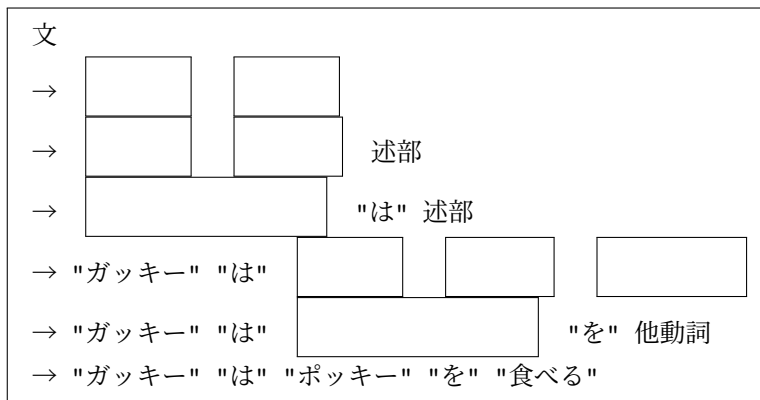 文
→
→ 述部
→ "は" 述部
→ "ガッキー" "は"
→ "ガッキー" "は" "を" 他動詞
→ "ガッキー" "は" "ポッキー" "を" "食べる"